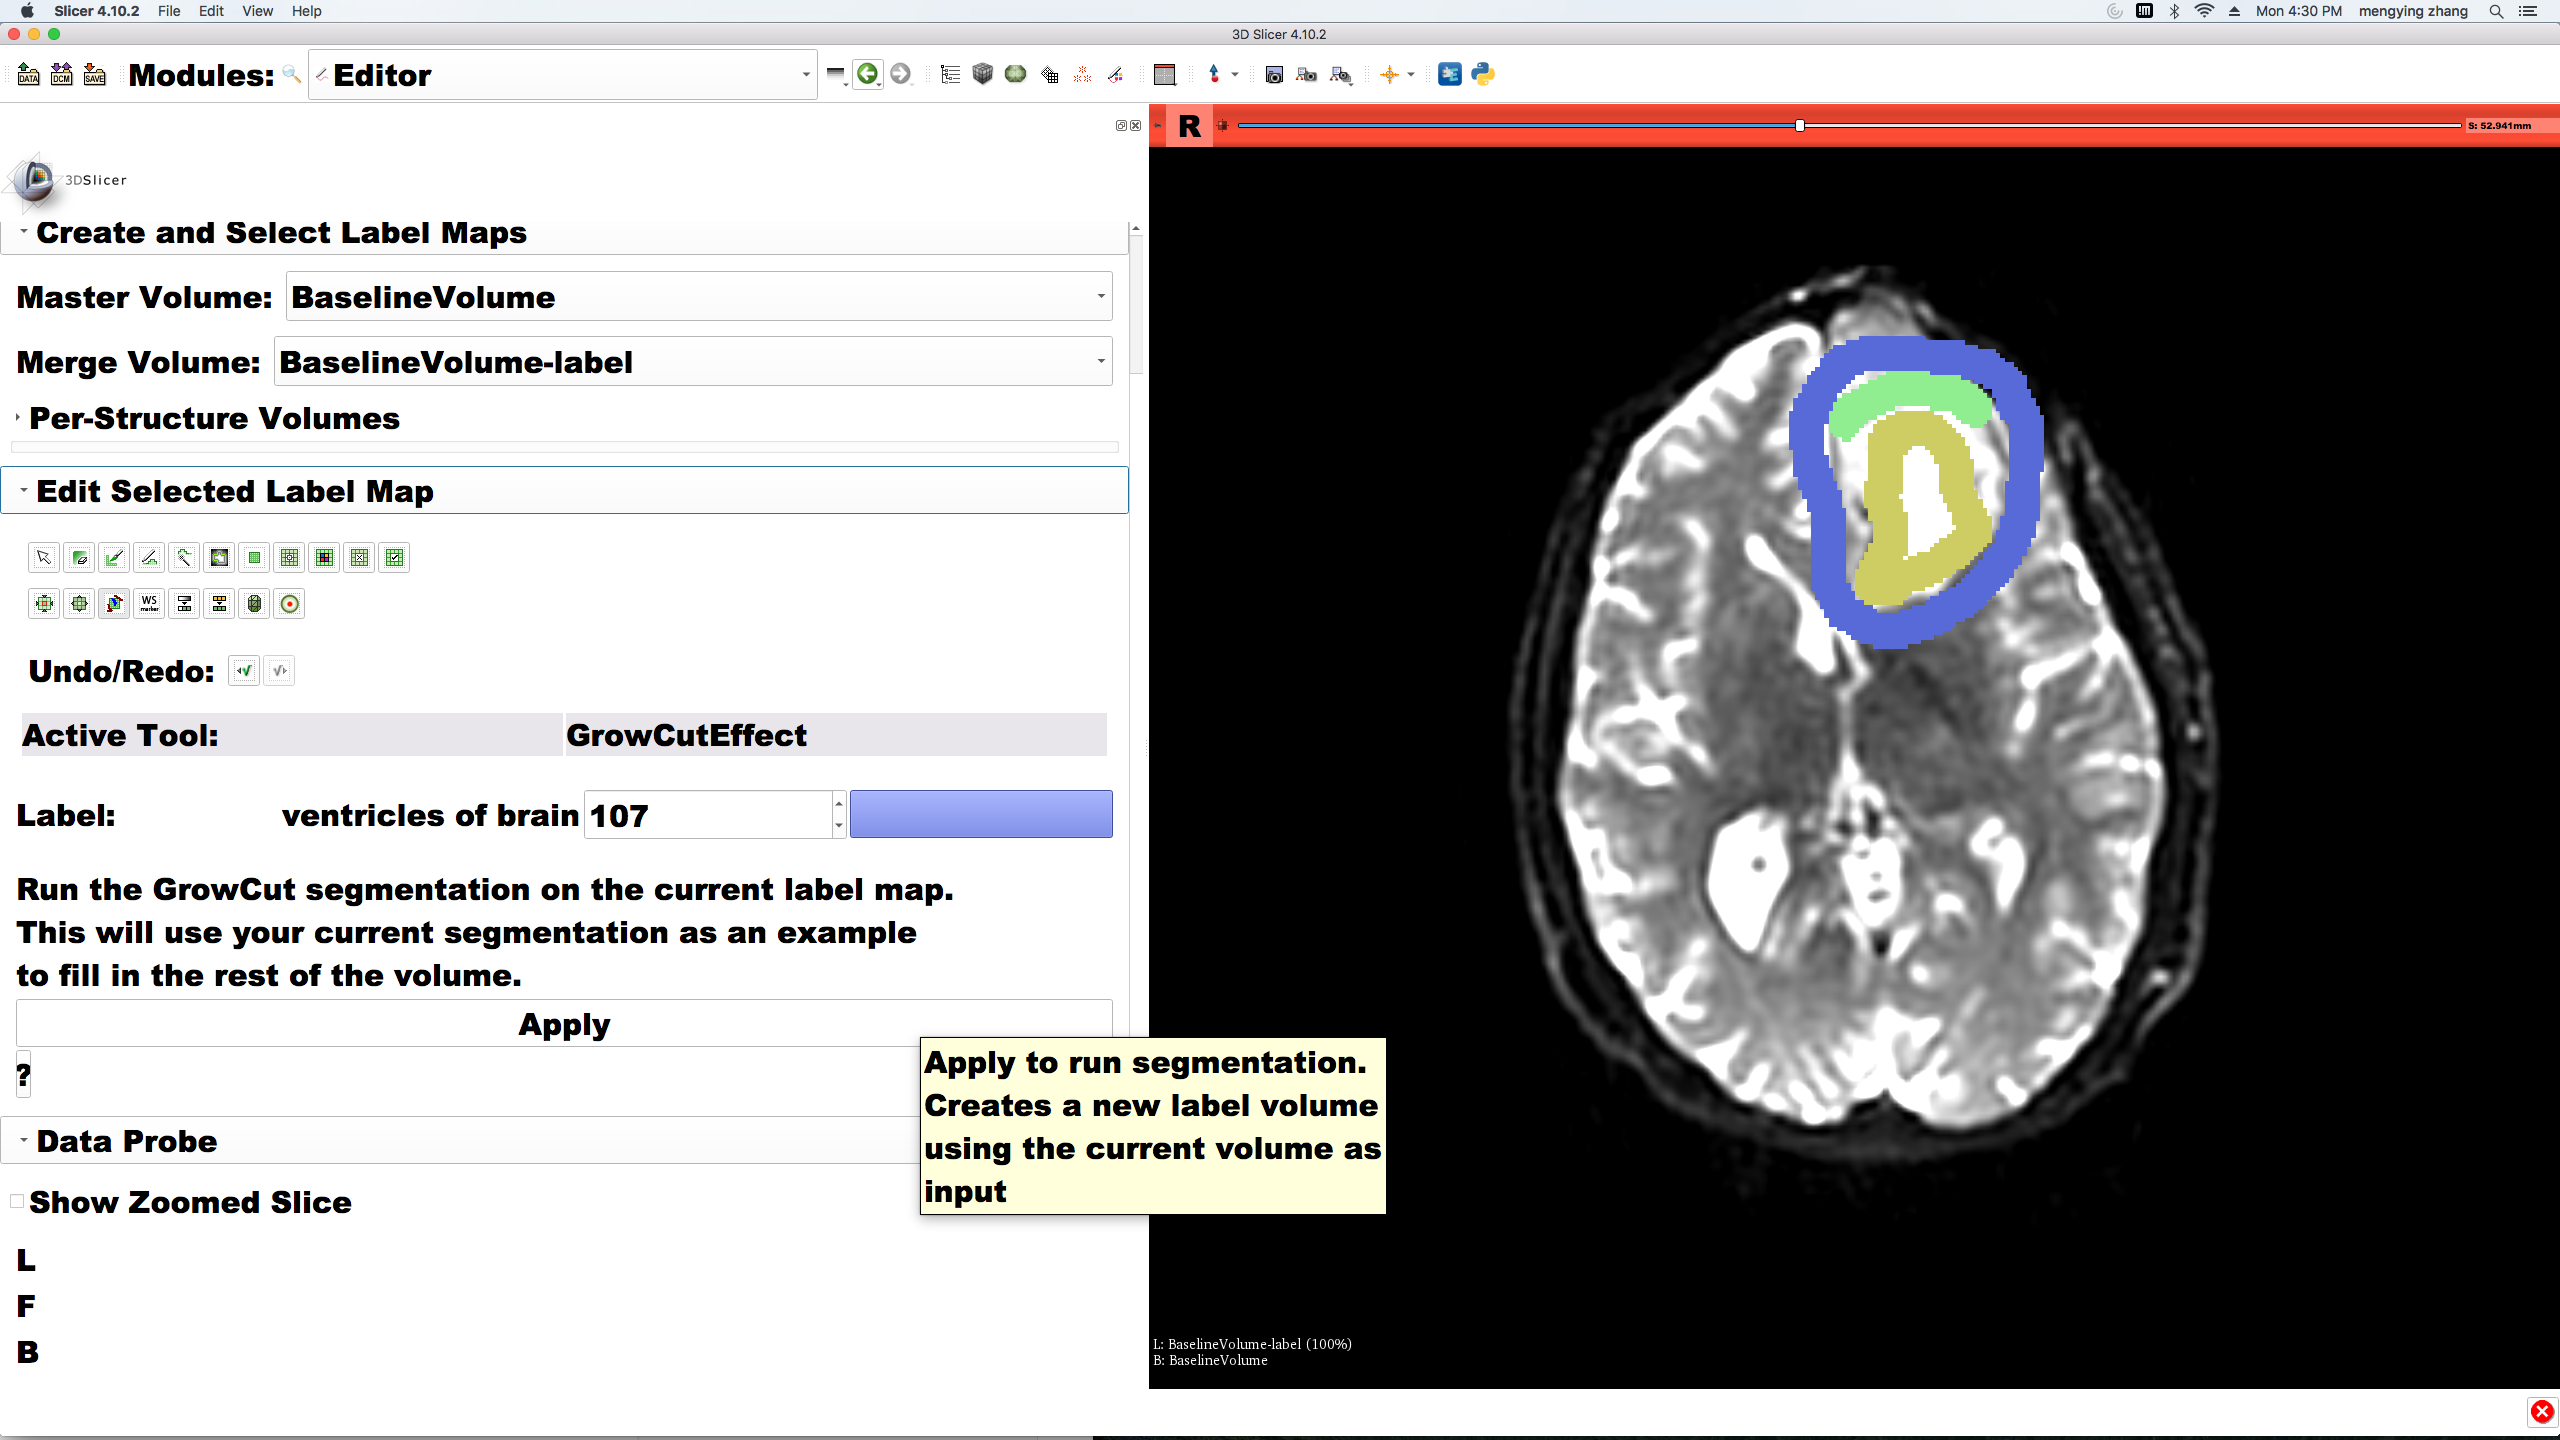 Slicer 4.10.2 File Edit View Help
Mon 4:30 PM mengying zhang
3D Slicer 4.10.2
DATA DCM SAVE Modules: Editor
R S: 52.941mm
3DSlicer
Create and Select Label Maps
Master Volume: BaselineVolume
Merge Volume: BaselineVolume-label
Per-Structure Volumes
Edit Selected Label Map
WS
marker
Undo/Redo:
Active Tool: GrowCutEffect
Label: ventricles of brain 107
Run the GrowCut segmentation on the current label map.
This will use your current segmentation as an example
to fill in the rest of the volume.
Apply
?
Apply to run segmentation.
Creates a new label volume
using the current volume as
input
Data Probe
Show Zoomed Slice
L
F
B
L: BaselineVolume-label (100%)
B: BaselineVolume